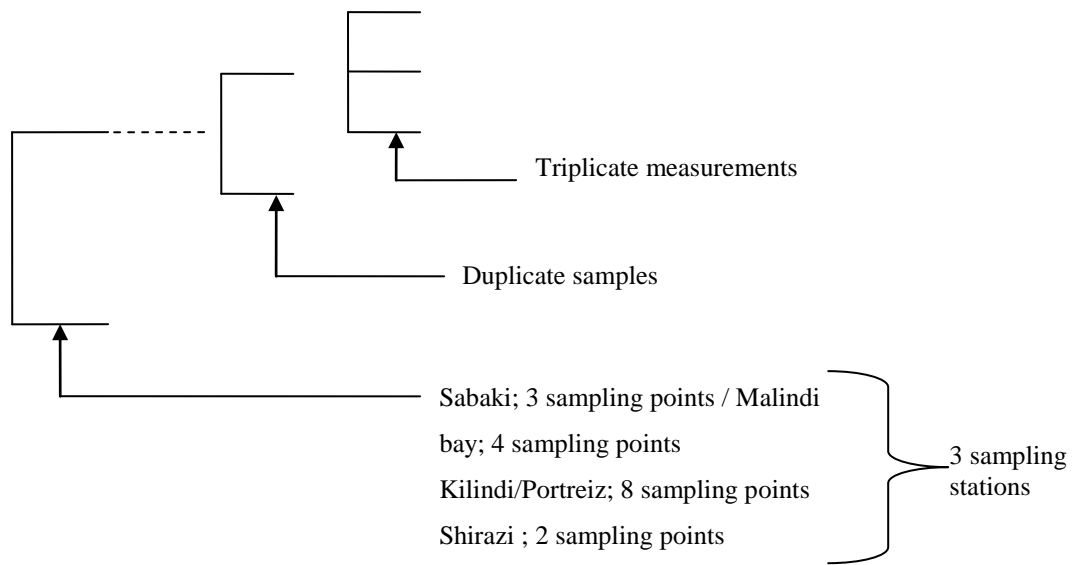 Triplicate measurements
Duplicate samples
Sabaki; 3 sampling points / Malindi
bay; 4 sampling points
Kilindi/Portreiz; 8 sampling points
Shirazi ; 2 sampling points
3 sampling
stations